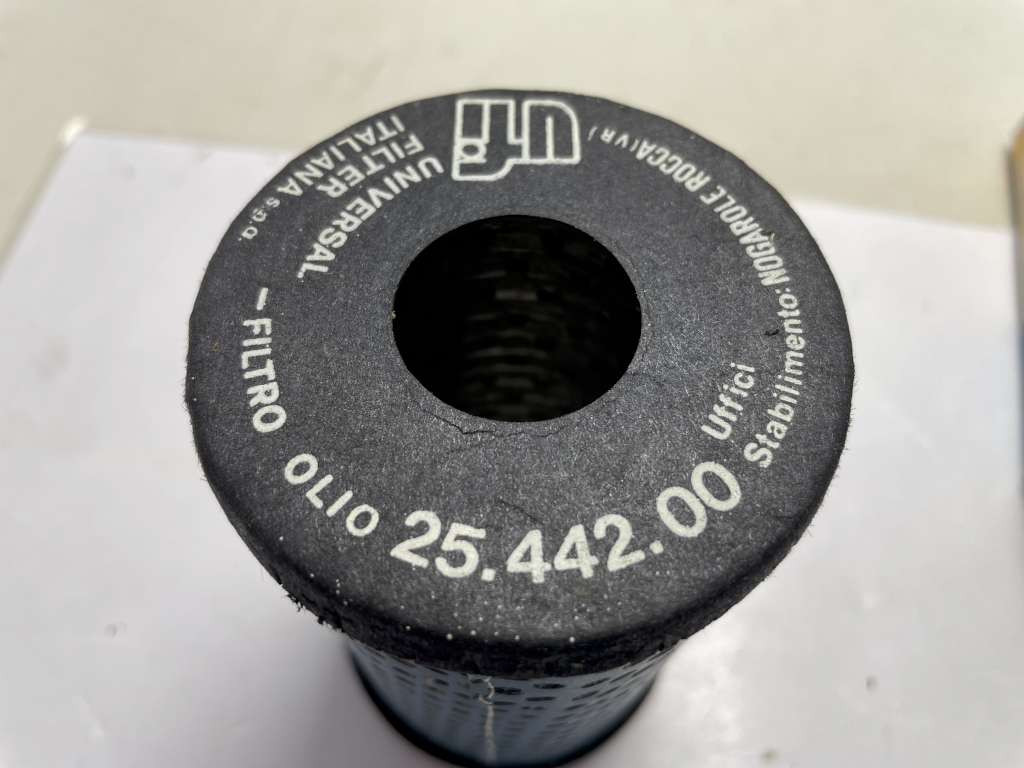 Ufi
UNIVERSAL
FILTER
ITALIANA s.p.a.
– FILTRO OLIO 25.442.00
Uffici
Stabilimento: NOGAROLE ROCCA (VR)